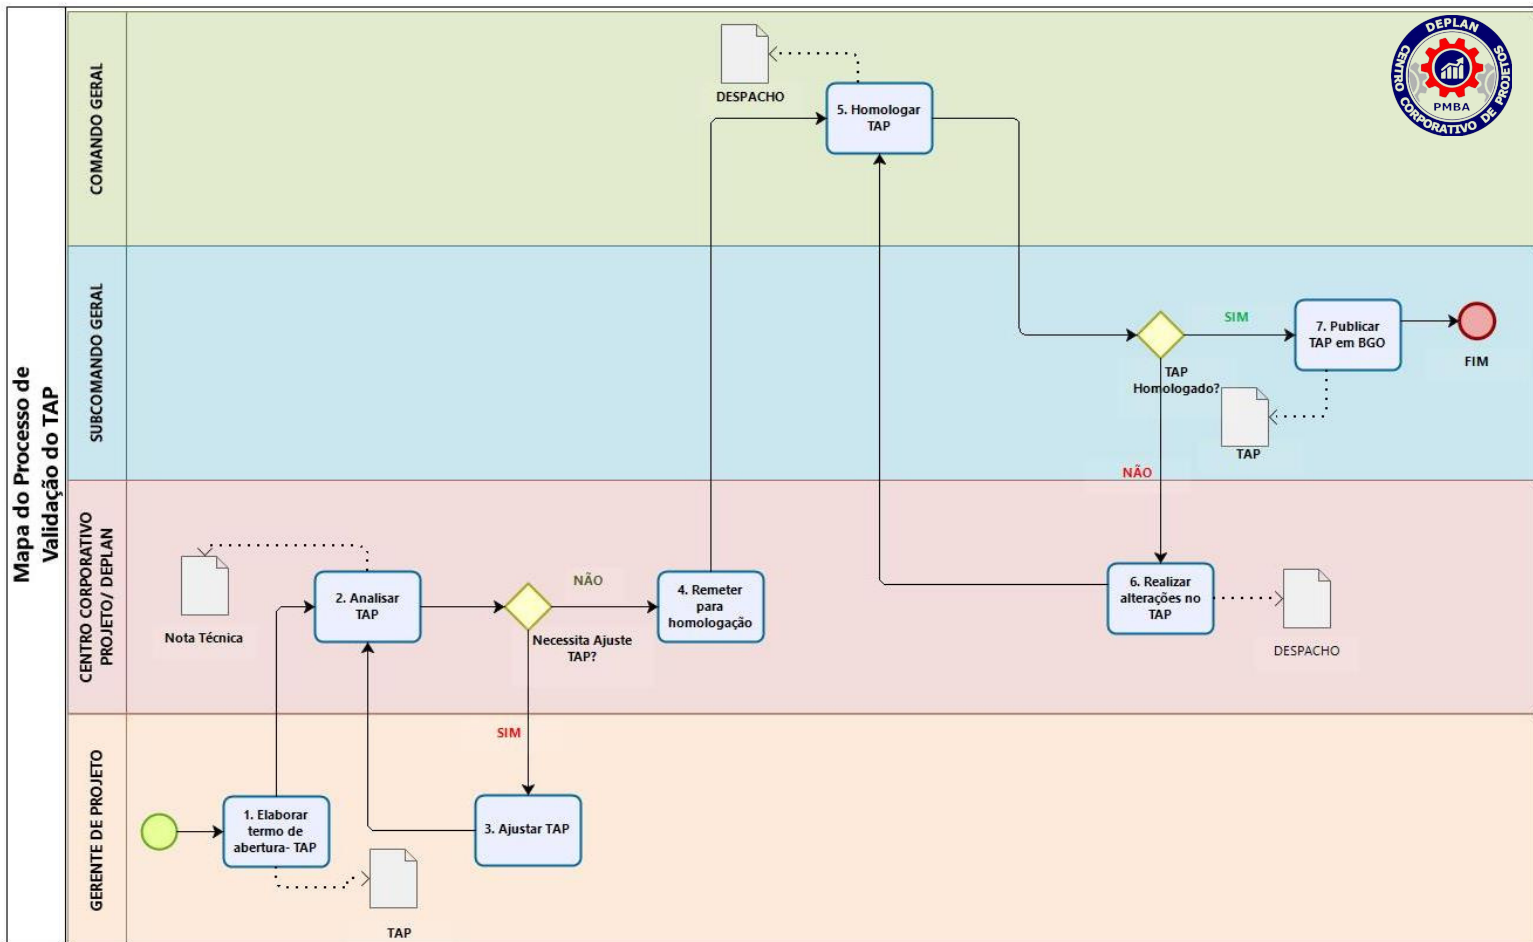 Mapa do Processo de
Validação do TAP
COMANDO GERAL
DESPACHO
5. Homologar
TAP
DEPLAN
CENTRO CORPORATIVO DE PROJETOS
PMBA
SUBCOMANDO GERAL
TAP
Homologado?
SIM
7. Publicar
TAP em BGO
FIM
TAP
NÃO
CENTRO CORPORATIVO
PROJETO/ DEPLAN
Nota Técnica
2. Analisar
TAP
NÃO
Necessita Ajuste
TAP?
4. Remeter
para
homologação
6. Realizar
alterações no
TAP
DESPACHO
GERENTE DE PROJETO
SIM
1. Elaborar
termo de
abertura- TAP
3. Ajustar TAP
TAP